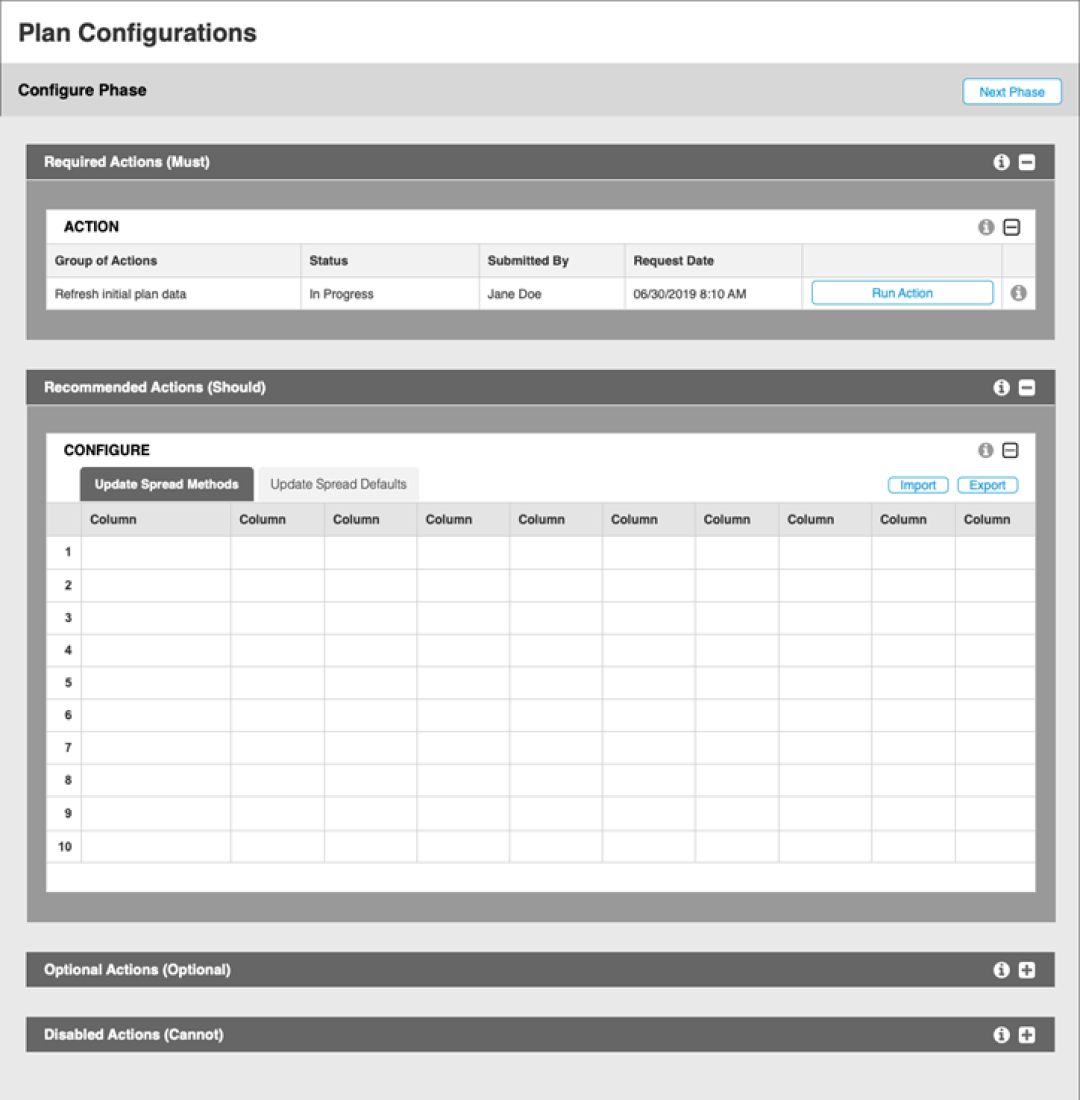 Plan Configurations
Configure Phase Next Phase
Required Actions (Must)
ACTION
Group of Actions Status Submitted By Request Date
Refresh initial plan data In Progress Jane Doe 06/30/2019 8:10 AM Run Action
Recommended Actions (Should)
CONFIGURE
Update Spread Methods Update Spread Defaults Import Export
Column Column Column Column Column Column Column Column Column Column
1
2
3
4
5
6
7
8
9
10
Optional Actions (Optional)
Disabled Actions (Cannot)